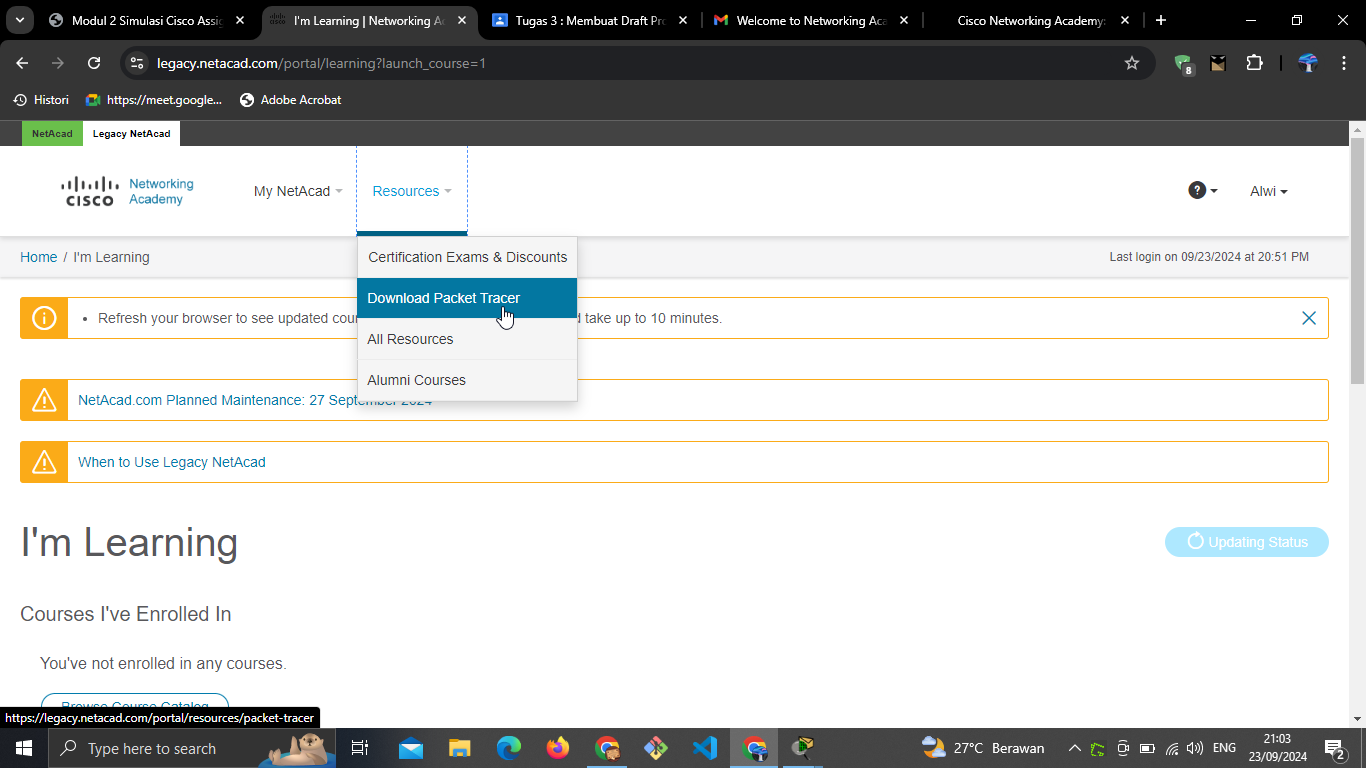 Modul 2 Simulasi Cisco Assig
I'm Learning | Networking Ac
Tugas 3 : Membuat Draft Pro
Welcome to Networking Aca
Cisco Networking Academy:
legacy.netacad.com/portal/learning?launch_course=1
8
Histori
https://meet.google...
Adobe Acrobat
NetAcad
Legacy NetAcad
cisco
Networking
Academy
My NetAcad
Resources
?
Alwi
Home / I'm Learning
Last login on 09/23/2024 at 20:51 PM
Certification Exams & Discounts
Download Packet Tracer
All Resources
Alumni Courses
Refresh your browser to see updated cou
take up to 10 minutes.
NetAcad.com Planned Maintenance: 27 September 2024
When to Use Legacy NetAcad
I'm Learning
Updating Status
Courses I've Enrolled In
You've not enrolled in any courses.
Browse Course Catalog
https://legacy.netacad.com/portal/resources/packet-tracer
Type here to search
27°C Berawan
ENG
21:03
23/09/2024
2